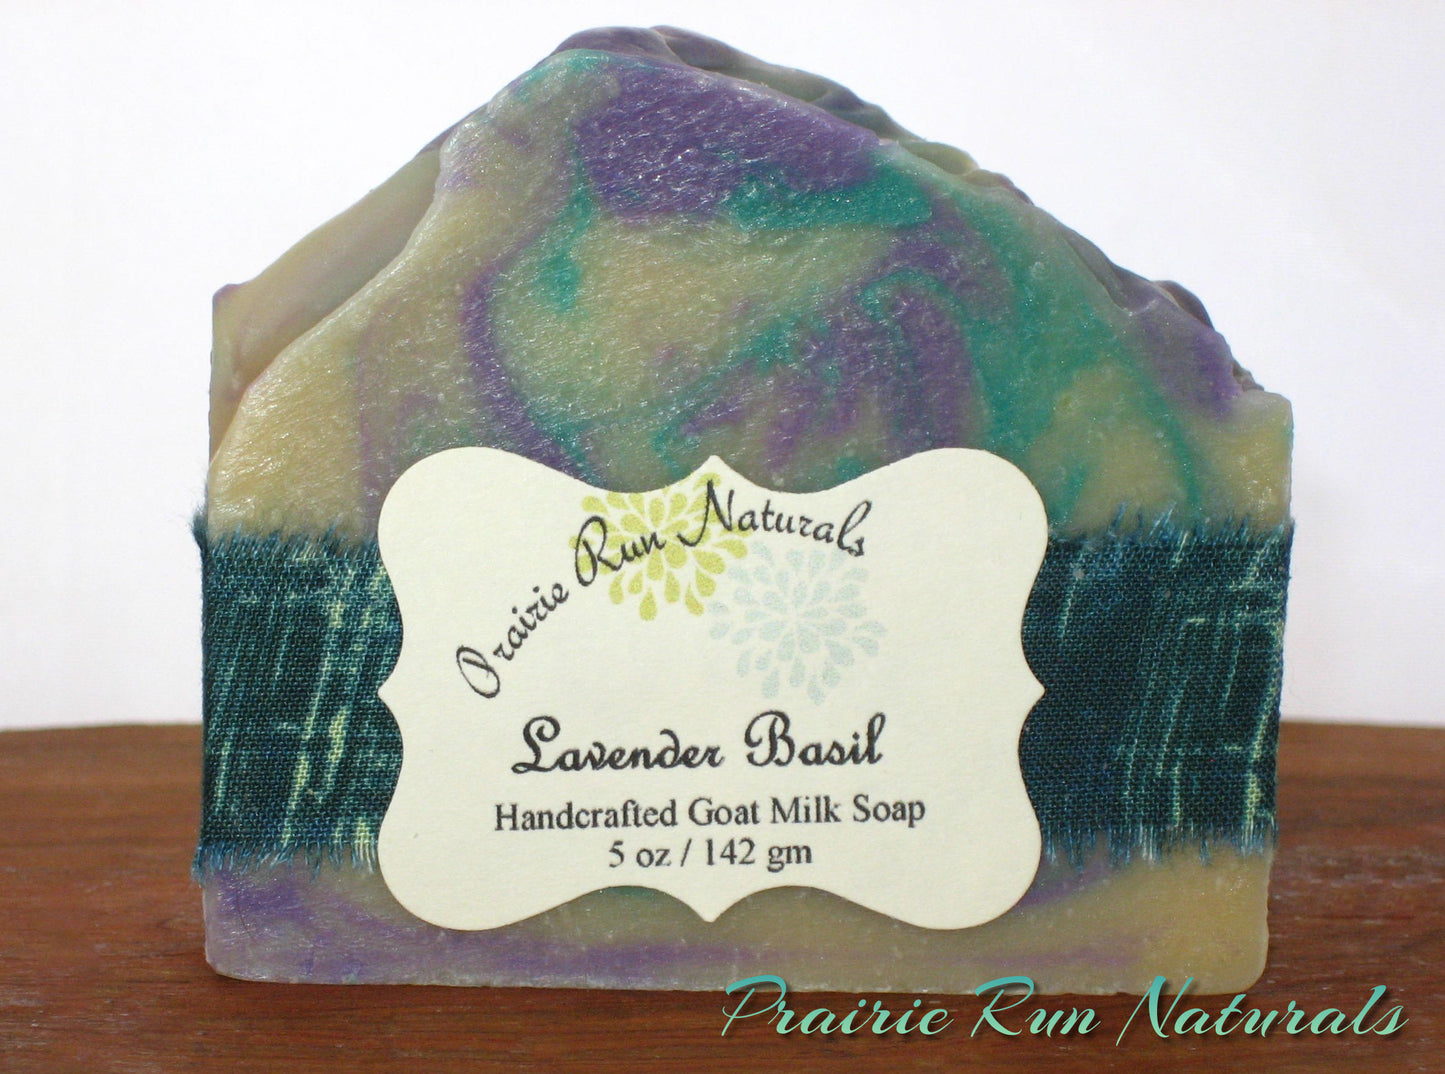 Prairie Run Naturals
Lavender Basil
Handcrafted Goat Milk Soap
5 oz / 142 gm
Prairie Run Naturals